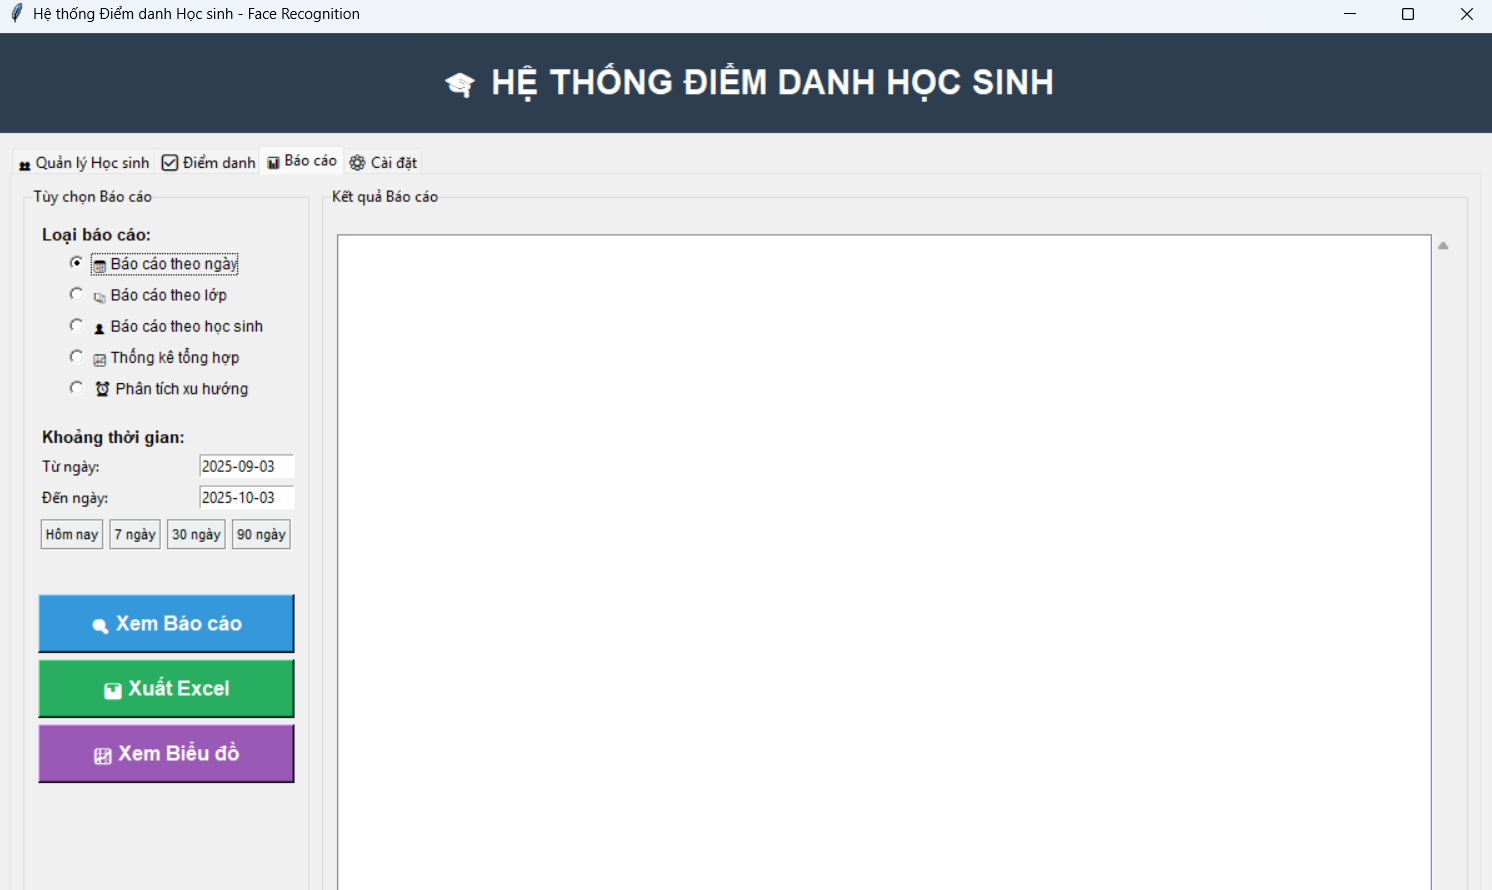 Hệ thống Điểm danh Học sinh - Face Recognition
HỆ THỐNG ĐIỂM DANH HỌC SINH
Quản lý Học sinh Điểm danh Báo cáo Cài đặt
Tùy chọn Báo cáo
Loại báo cáo:
Báo cáo theo ngày
Báo cáo theo lớp
Báo cáo theo học sinh
Thống kê tổng hợp
Phân tích xu hướng
Khoảng thời gian:
Từ ngày: 2025-09-03
Đến ngày: 2025-10-03
Hôm nay 7 ngày 30 ngày 90 ngày
Xem Báo cáo
Xuất Excel
Xem Biểu đồ
Kết quả Báo cáo